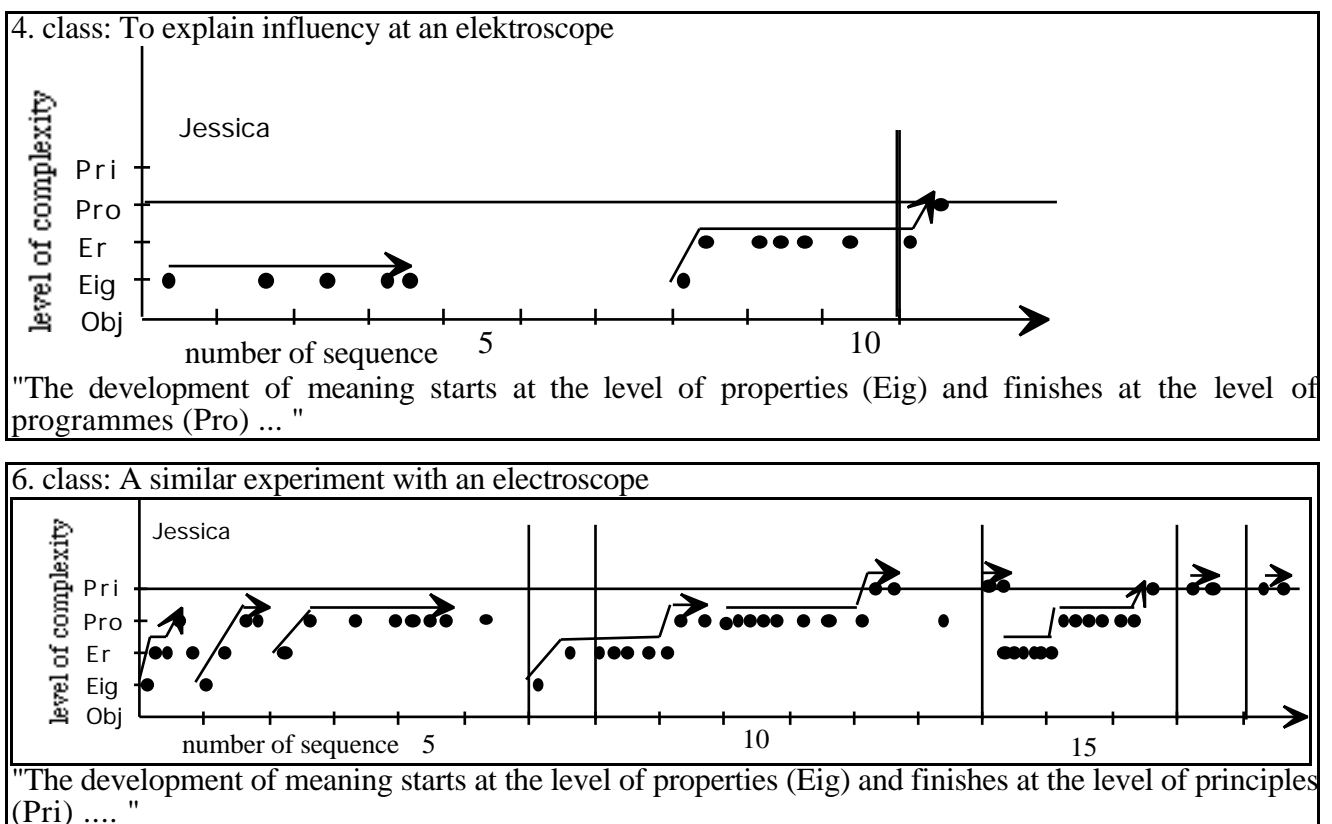 4. class: To explain influency at an elektroscope
level of complexity
Jessica
Pri
Pro
Er
Eig
Obj
number of sequence 5 10
"The development of meaning starts at the level of properties (Eig) and finishes at the level of
programmes (Pro) ... "
6. class: A similar experiment with an electroscope
level of complexity
Jessica
Pri
Pro
Er
Eig
Obj
number of sequence 5 10 15
"The development of meaning starts at the level of properties (Eig) and finishes at the level of principles
(Pri) .... "